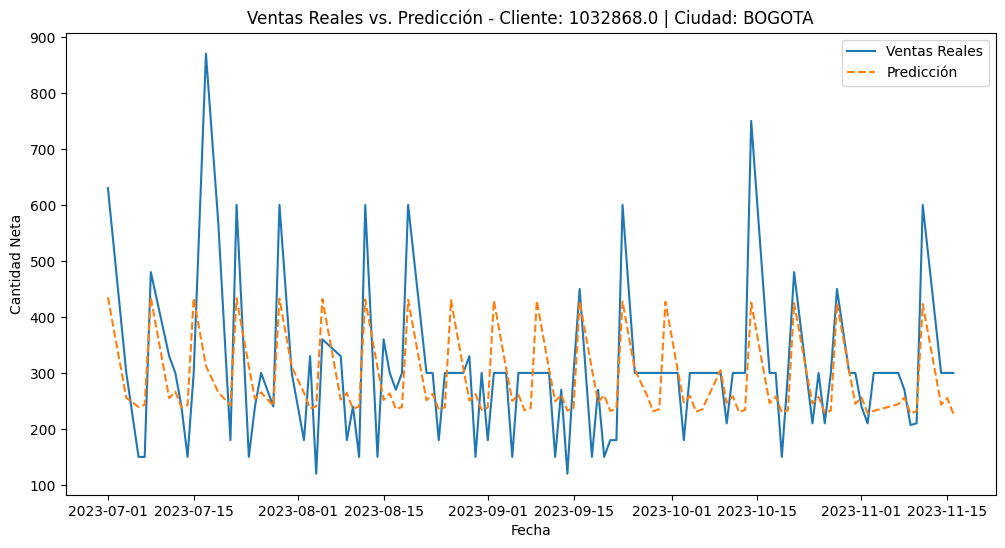 Ventas Reales vs. Predicción - Cliente: 1032868.0 | Ciudad: BOGOTA
Ventas Reales
Predicción
Cantidad Neta
900
800
700
600
500
400
300
200
100
2023-07-01 2023-07-15 2023-08-01 2023-08-15 2023-09-01 2023-09-15 2023-10-01 2023-10-15 2023-11-01 2023-11-15
Fecha